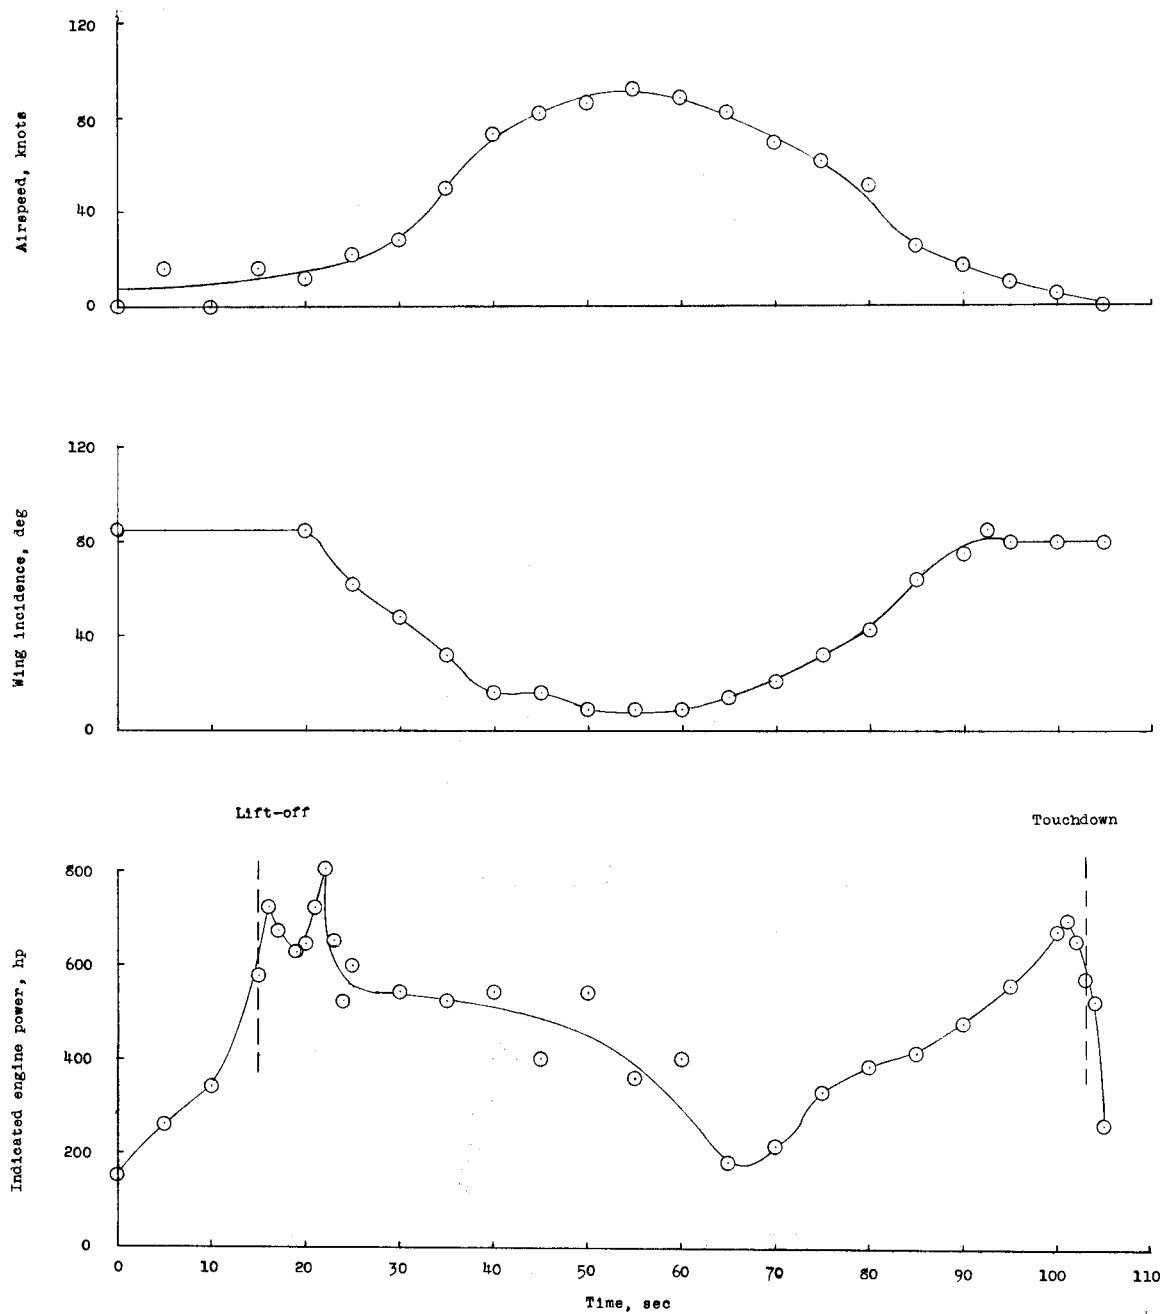 120
80
40
0
Airspeed, knots
120
80
40
0
Wing incidence, deg
Lift-off
Touchdown
800
600
400
200
0
Indicated engine power, hp
0 10 20 30 40 50 60 70 80 90 100 110
Time, sec